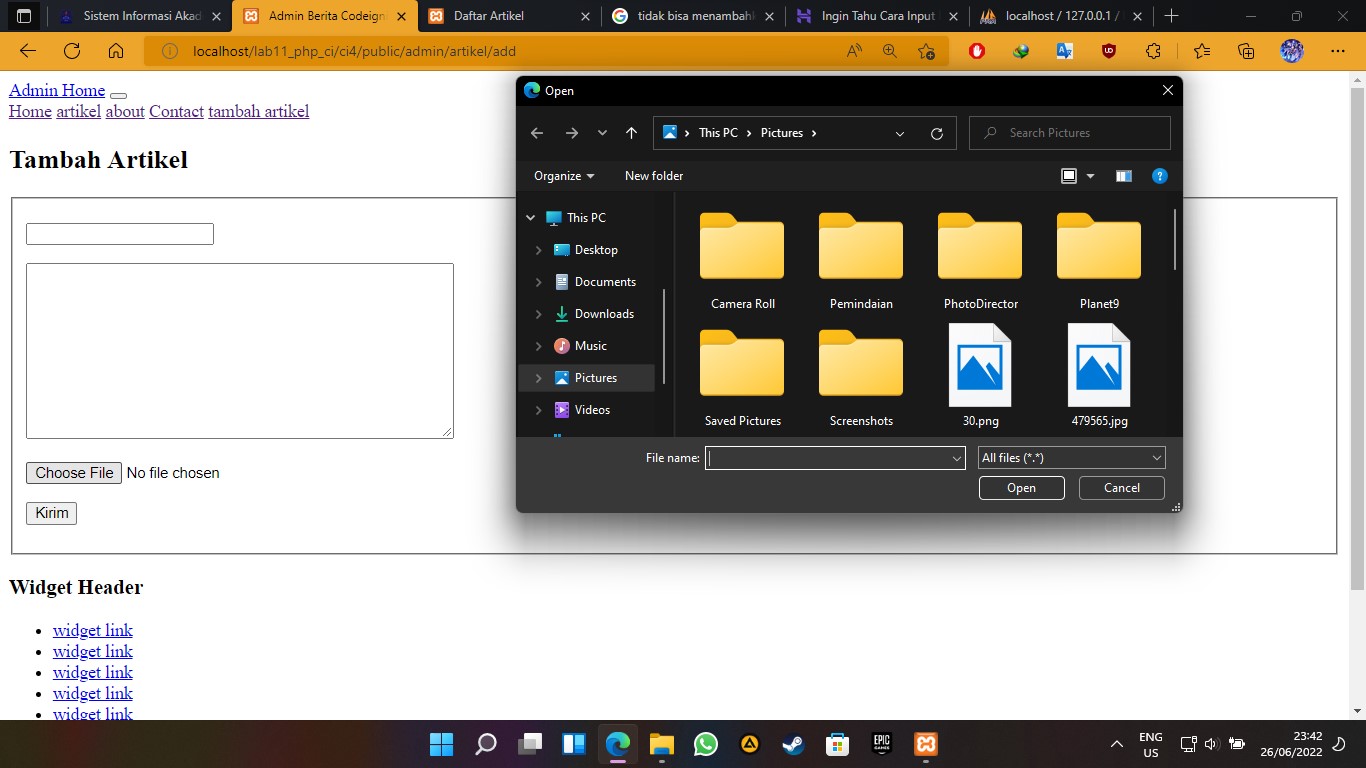 Sistem Informasi Akad
Admin Berita Codeigni
Daftar Artikel
tidak bisa menambahk
Ingin Tahu Cara Input
localhost / 127.0.0.1 /
localhost/lab11_php_ci/ci4/public/admin/artikel/add
Admin Home
Home artikel about Contact tambah artikel
Tambah Artikel
Choose File No file chosen
Kirim
Widget Header
widget link
widget link
widget link
widget link
widget link
Open
This PC > Pictures >
Search Pictures
Organize
New folder
This PC
Desktop
Documents
Downloads
Music
Pictures
Videos
Camera Roll
Pemindaian
PhotoDirector
Planet9
Saved Pictures
Screenshots
30.png
479565.jpg
File name:
All files (*.*)
Open
Cancel
EPIC
GAMES
ENG
US
23:42
26/06/2022